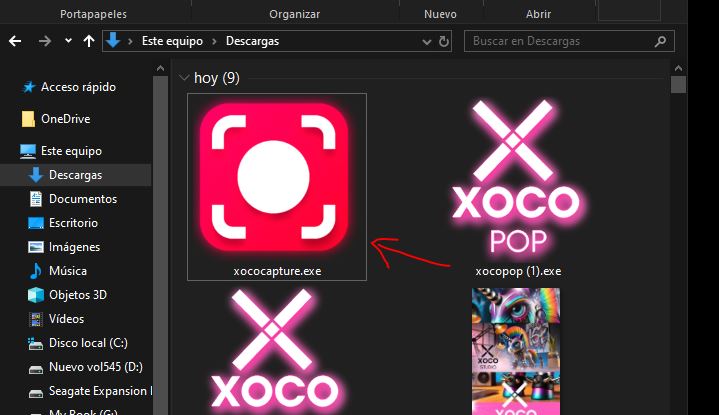 Portapapeles
Organizar
Nuevo
Abrir
Este equipo
Descargas
Buscar en Descargas
Acceso rápido
OneDrive
Este equipo
Descargas
Documentos
Escritorio
Imágenes
Música
Objetos 3D
Vídeos
Disco local (C:)
Nuevo vol545 (D:)
Seagate Expansion
My Book (G:)
hoy (9)
xococapture.exe
XOCO
POP
xocopop (1).exe
XOCO
XOCO
STUDIO
XOCO